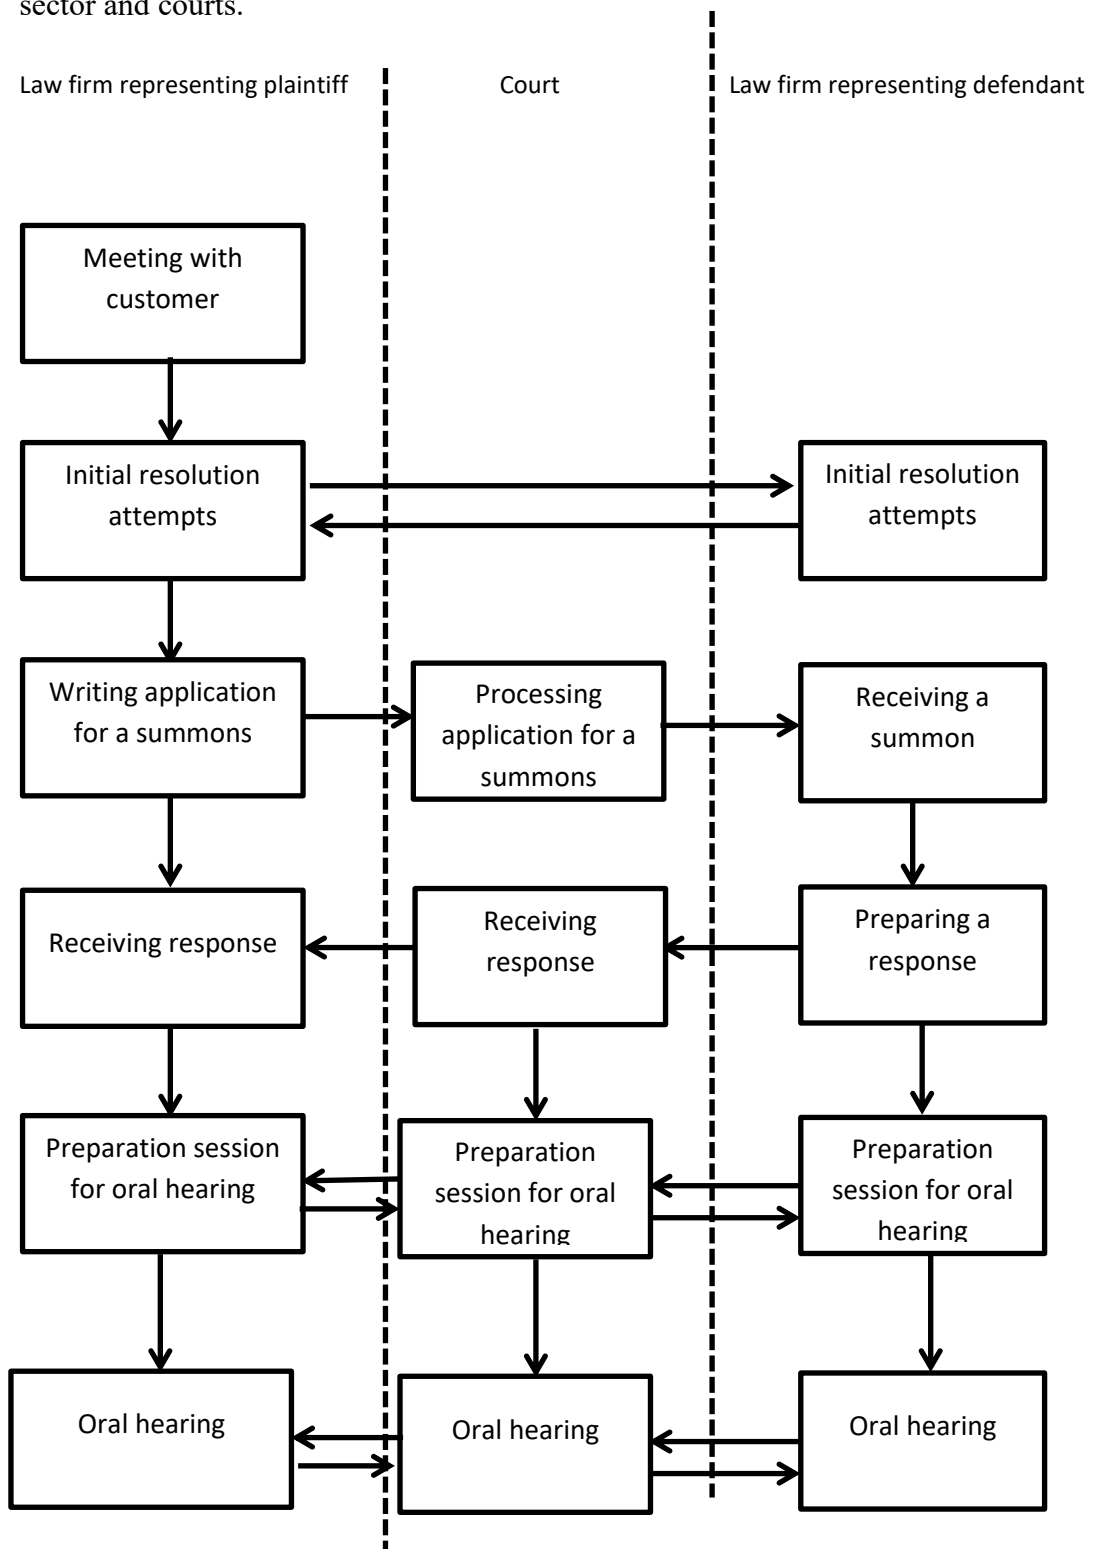 sector and courts.
Law firm representing plaintiff
Court
Law firm representing defendant
Meeting with
customer
Initial resolution
attempts
Initial resolution
attempts
Writing application
for a summons
Processing
application for a
summons
Receiving a
summon
Receiving response
Receiving
response
Preparing a
response
Preparation session
for oral hearing
Preparation
session for oral
hearing
Preparation
session for oral
hearing
Oral hearing
Oral hearing
Oral hearing